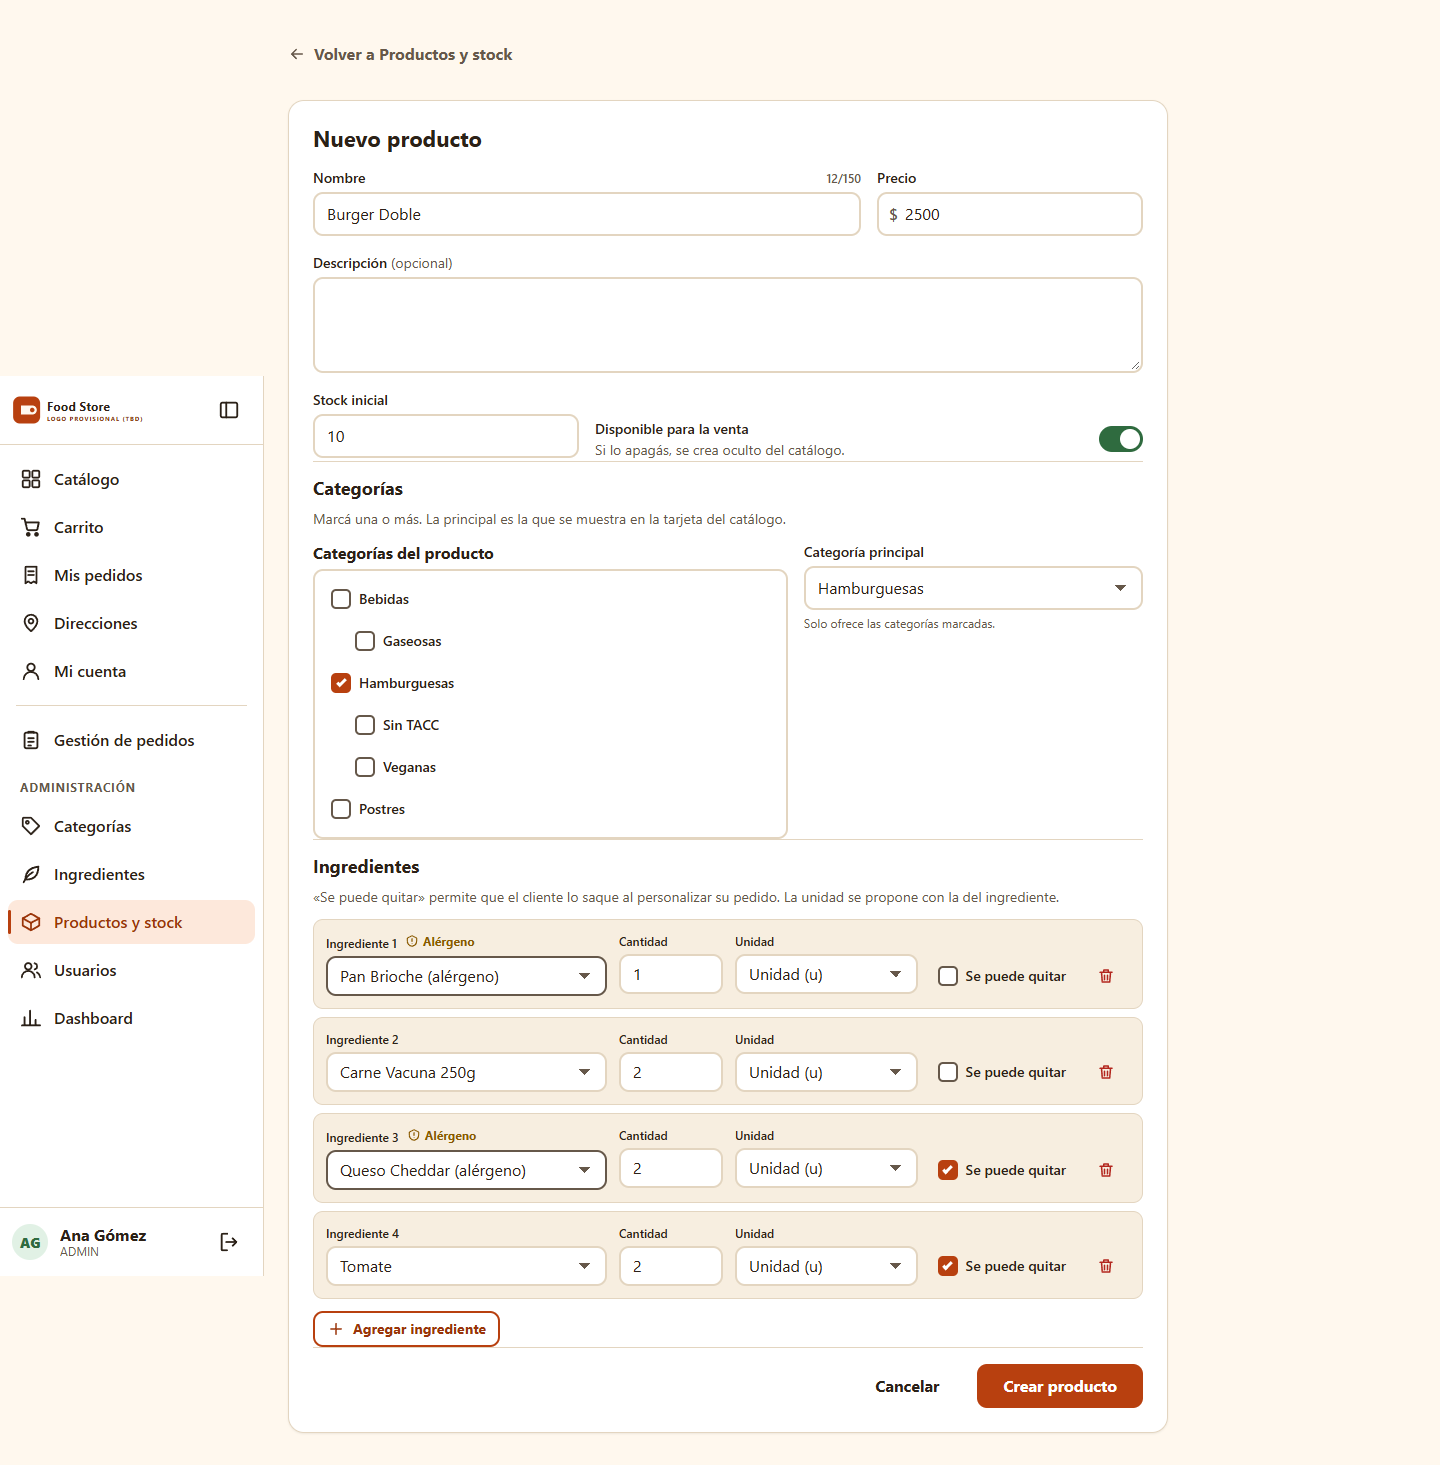 Volver a Productos y stock
Nuevo producto
Nombre 12/150 Precio
Burger Doble $ 2500
Descripción (opcional)
Stock inicial
10
Disponible para la venta
Si lo apagás, se crea oculto del catálogo.
Categorías
Marcá una o más. La principal es la que se muestra en la tarjeta del catálogo.
Categorías del producto
Bebidas
Gaseosas
Hamburguesas
Sin TACC
Veganas
Postres
Categoría principal
Hamburguesas
Solo ofrece las categorías marcadas.
Ingredientes
«Se puede quitar» permite que el cliente lo saque al personalizar su pedido. La unidad se propone con la del ingrediente.
Ingrediente 1 Alérgeno Cantidad Unidad
Pan Brioche (alérgeno) 1 Unidad (u) Se puede quitar
Ingrediente 2 Cantidad Unidad
Carne Vacuna 250g 2 Unidad (u) Se puede quitar
Ingrediente 3 Alérgeno Cantidad Unidad
Queso Cheddar (alérgeno) 2 Unidad (u) Se puede quitar
Ingrediente 4 Cantidad Unidad
Tomate 2 Unidad (u) Se puede quitar
Agregar ingrediente
Cancelar Crear producto
Food Store
LOGO PROVISIONAL (TBD)
Catálogo
Carrito
Mis pedidos
Direcciones
Mi cuenta
Gestión de pedidos
ADMINISTRACIÓN
Categorías
Ingredientes
Productos y stock
Usuarios
Dashboard
AG Ana Gómez
ADMIN